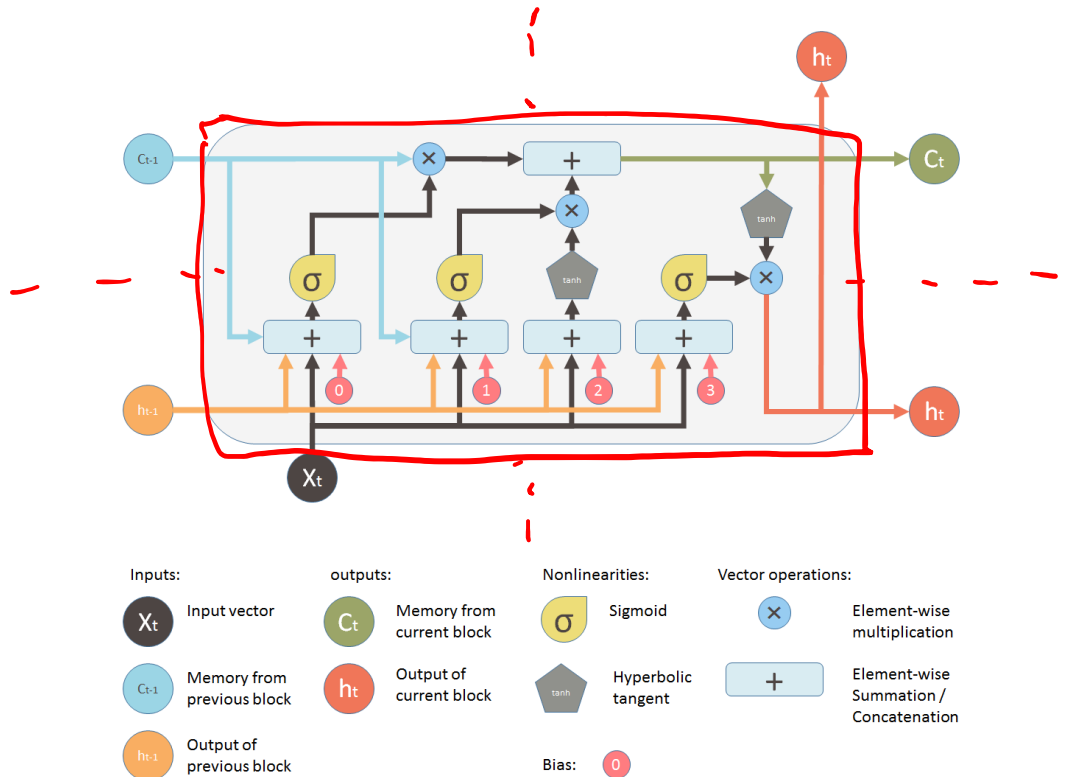 ht
Ct-1
×
+
Ct
×
tanh
σ
σ
tanh
σ
×
+
+
+
+
0
1
2
3
ht-1
ht
Xt
Inputs:
outputs:
Nonlinearities:
Vector operations:
Xt
Input vector
Ct
Memory from
current block
σ
Sigmoid
×
Element-wise
multiplication
Ct-1
Memory from
previous block
ht
Output of
current block
tanh
Hyperbolic
tangent
+
Element-wise
Summation /
Concatenation
ht-1
Output of
previous block
Bias:
0